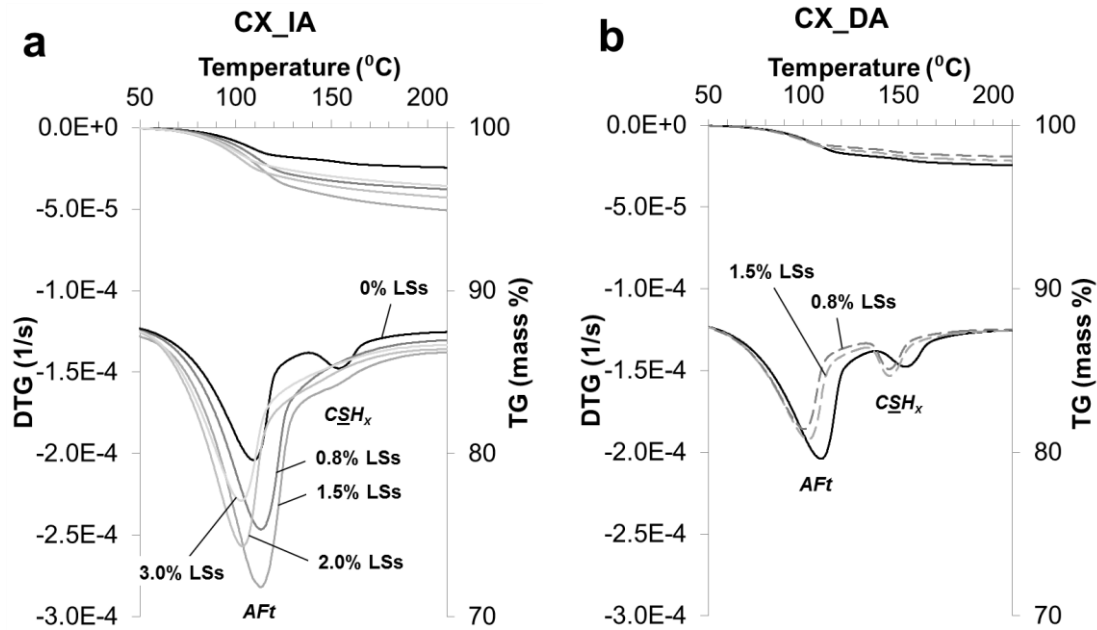 a
CX_IA
Temperature (⁰C)
50 100 150 200
0.0E+0
-5.0E-5
-1.0E-4
-1.5E-4
-2.0E-4
-2.5E-4
-3.0E-4
DTG (1/s)
100
90
80
70
TG (mass %)
0% LSs
CSHx
0.8% LSs
1.5% LSs
2.0% LSs
3.0% LSs
AFt
b
CX_DA
Temperature (⁰C)
50 100 150 200
0.0E+0
-5.0E-5
-1.0E-4
-1.5E-4
-2.0E-4
-2.5E-4
-3.0E-4
DTG (1/s)
100
90
80
70
TG (mass %)
1.5% LSs
0.8% LSs
CSHx
AFt